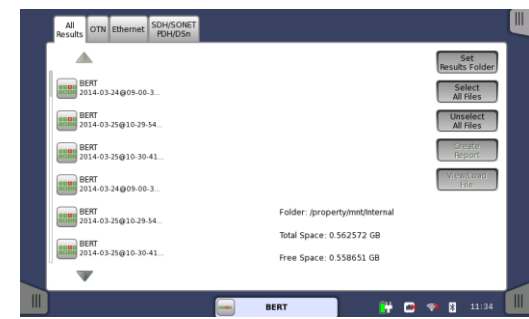 All
Results
OTN
Ethernet
SDH/SONET
PDH/DSn
Set
Results Folder
Select
All Files
Unselect
All Files
Create
Report
View/Load
File
BERT
2014-03-24@09-00-3...
BERT
2014-03-25@10-29-54...
BERT
2014-03-25@10-30-41...
BERT
2014-03-24@09-00-3...
BERT
2014-03-25@10-29-54...
BERT
2014-03-25@10-30-41...
Folder: /property/mnt/Internal
Total Space: 0.562572 GB
Free Space: 0.558651 GB
BERT
11:34